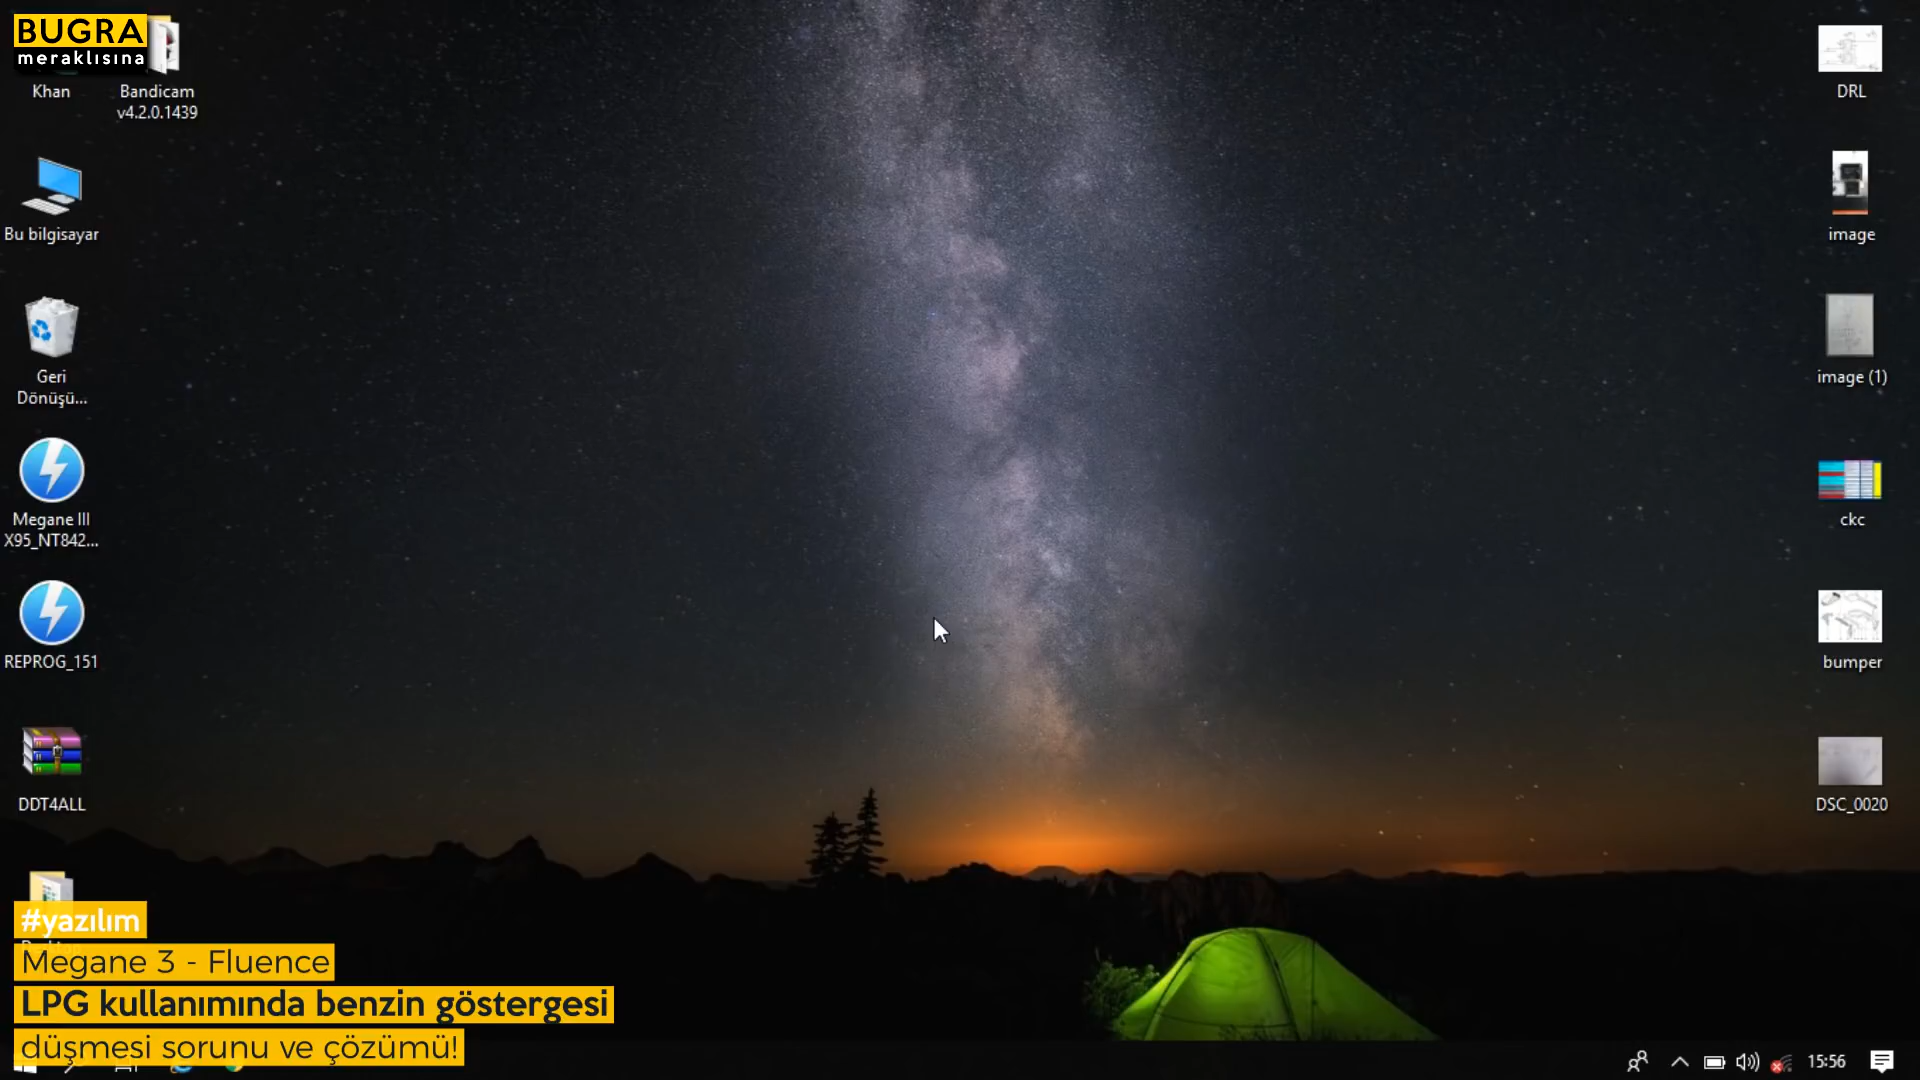 BUGRA
meraklısına
Khan
Bandicam
v4.2.0.1439
Bu bilgisayar
Geri
Dönüşü...
Megane III
X95_NT842...
REPROG_151
DDT4ALL
DRL
image
image (1)
ckc
bumper
DSC_0020
#yazılım
Megane 3 - Fluence
LPG kullanımında benzin göstergesi
düşmesi sorunu ve çözümü!
15:56